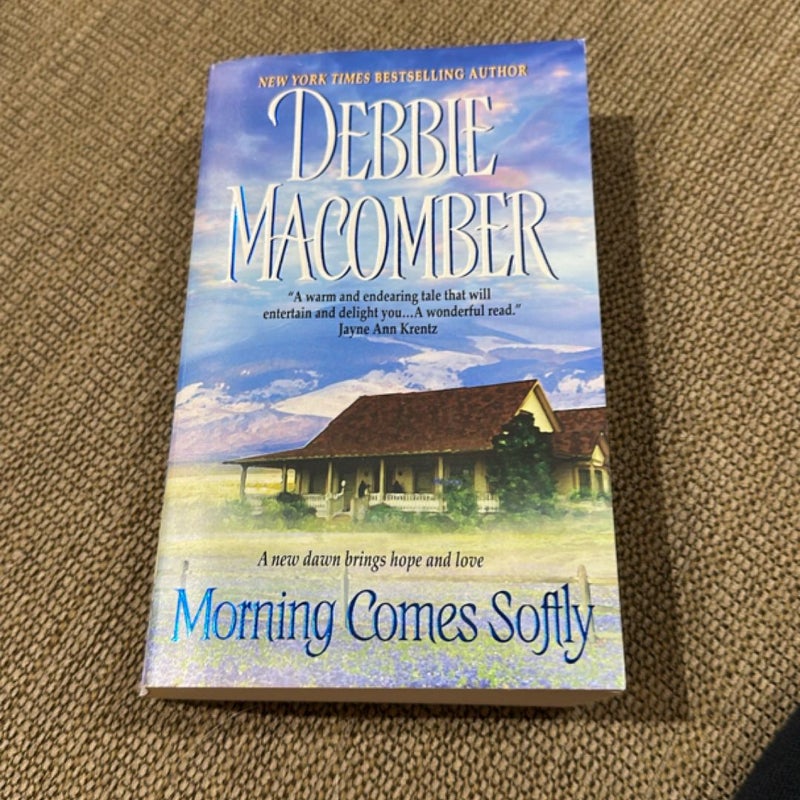 NEW YORK TIMES BESTSELLING AUTHOR
DEBBIE
MACOMBER
“A warm and endearing tale that will
entertain and delight you...A wonderful read.”
Jayne Ann Krentz
A new dawn brings hope and love
Morning Comes Softly